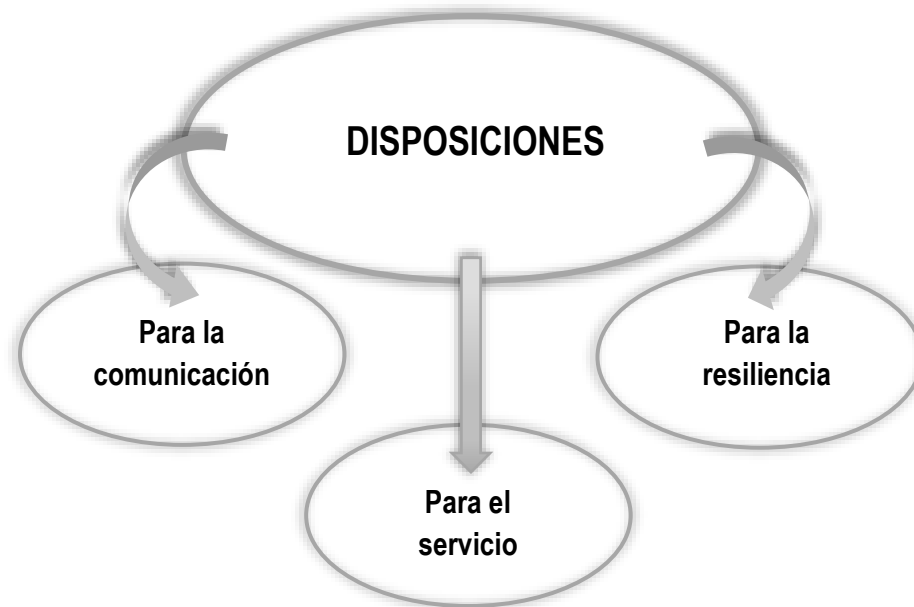 DISPOSICIONES
Para la
comunicación
Para la
resiliencia
Para el
servicio